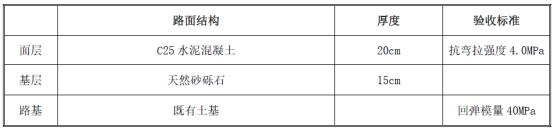 路面结构 厚度 验收标准
面层 C25 水泥混凝土 20cm 抗弯拉强度 4.0MPa
基层 天然砂砾石 15cm
路基 既有土基 回弹模量 40MPa